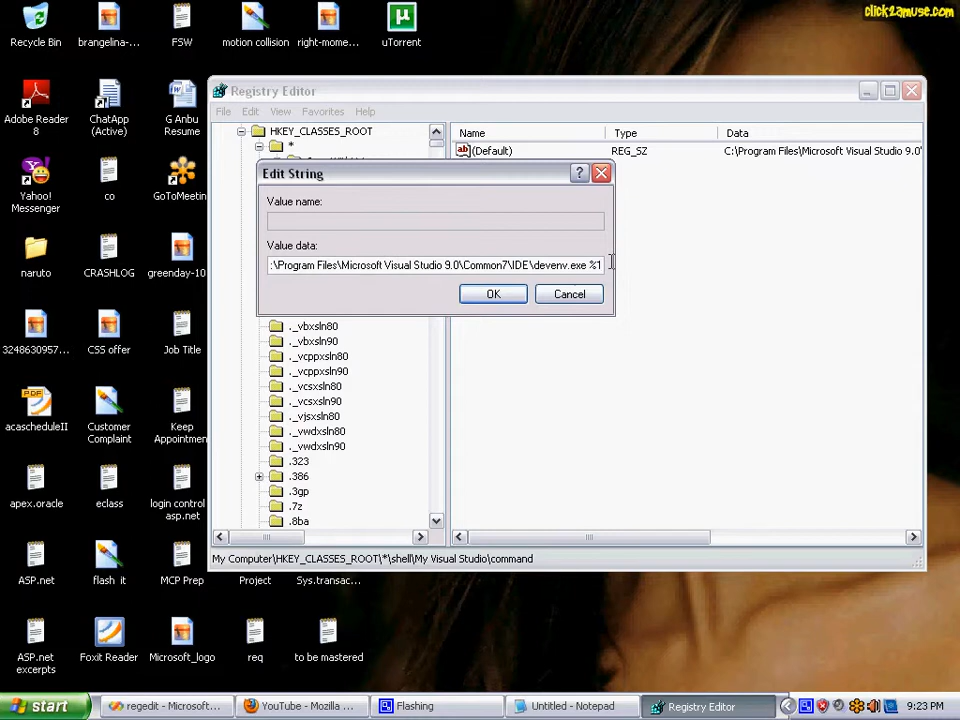 click2amuse.com
Recycle Bin
brangelina-...
FSW
motion collision
right-mome...
uTorrent
Adobe Reader
8
ChatApp
(Active)
G Anbu
Resume
Yahoo!
Messenger
co
GoToMeetin
naruto
CRASHLOG
greenday-10
3248630957...
CSS offer
Job Title
acascheduleII
Customer
Complaint
Keep
Appointmen
apex.oracle
eclass
login control
asp.net
ASP.net
flash it
MCP Prep
Project
Sys.transac...
ASP.net
excerpts
Foxit Reader
Microsoft_logo
req
to be mastered
Registry Editor
File Edit View Favorites Help
HKEY_CLASSES_ROOT
*
Name Type Data
(Default) REG_SZ C:\Program Files\Microsoft Visual Studio 9.0\
Edit String
Value name:
Value data:
:\Program Files\Microsoft Visual Studio 9.0\Common7\IDE\devenv.exe %1
OK Cancel
._vbxsln80
._vbxsln90
._vcppxsln80
._vcppxsln90
._vcsxsln80
._vcsxsln90
._vjsxsln80
._vwdxsln80
._vwdxsln90
.323
.386
.3gp
.7z
.8ba
My Computer\HKEY_CLASSES_ROOT\*\shell\My Visual Studio\command
start
regedit - Microsoft...
YouTube - Mozilla ...
Flashing
Untitled - Notepad
Registry Editor
9:23 PM